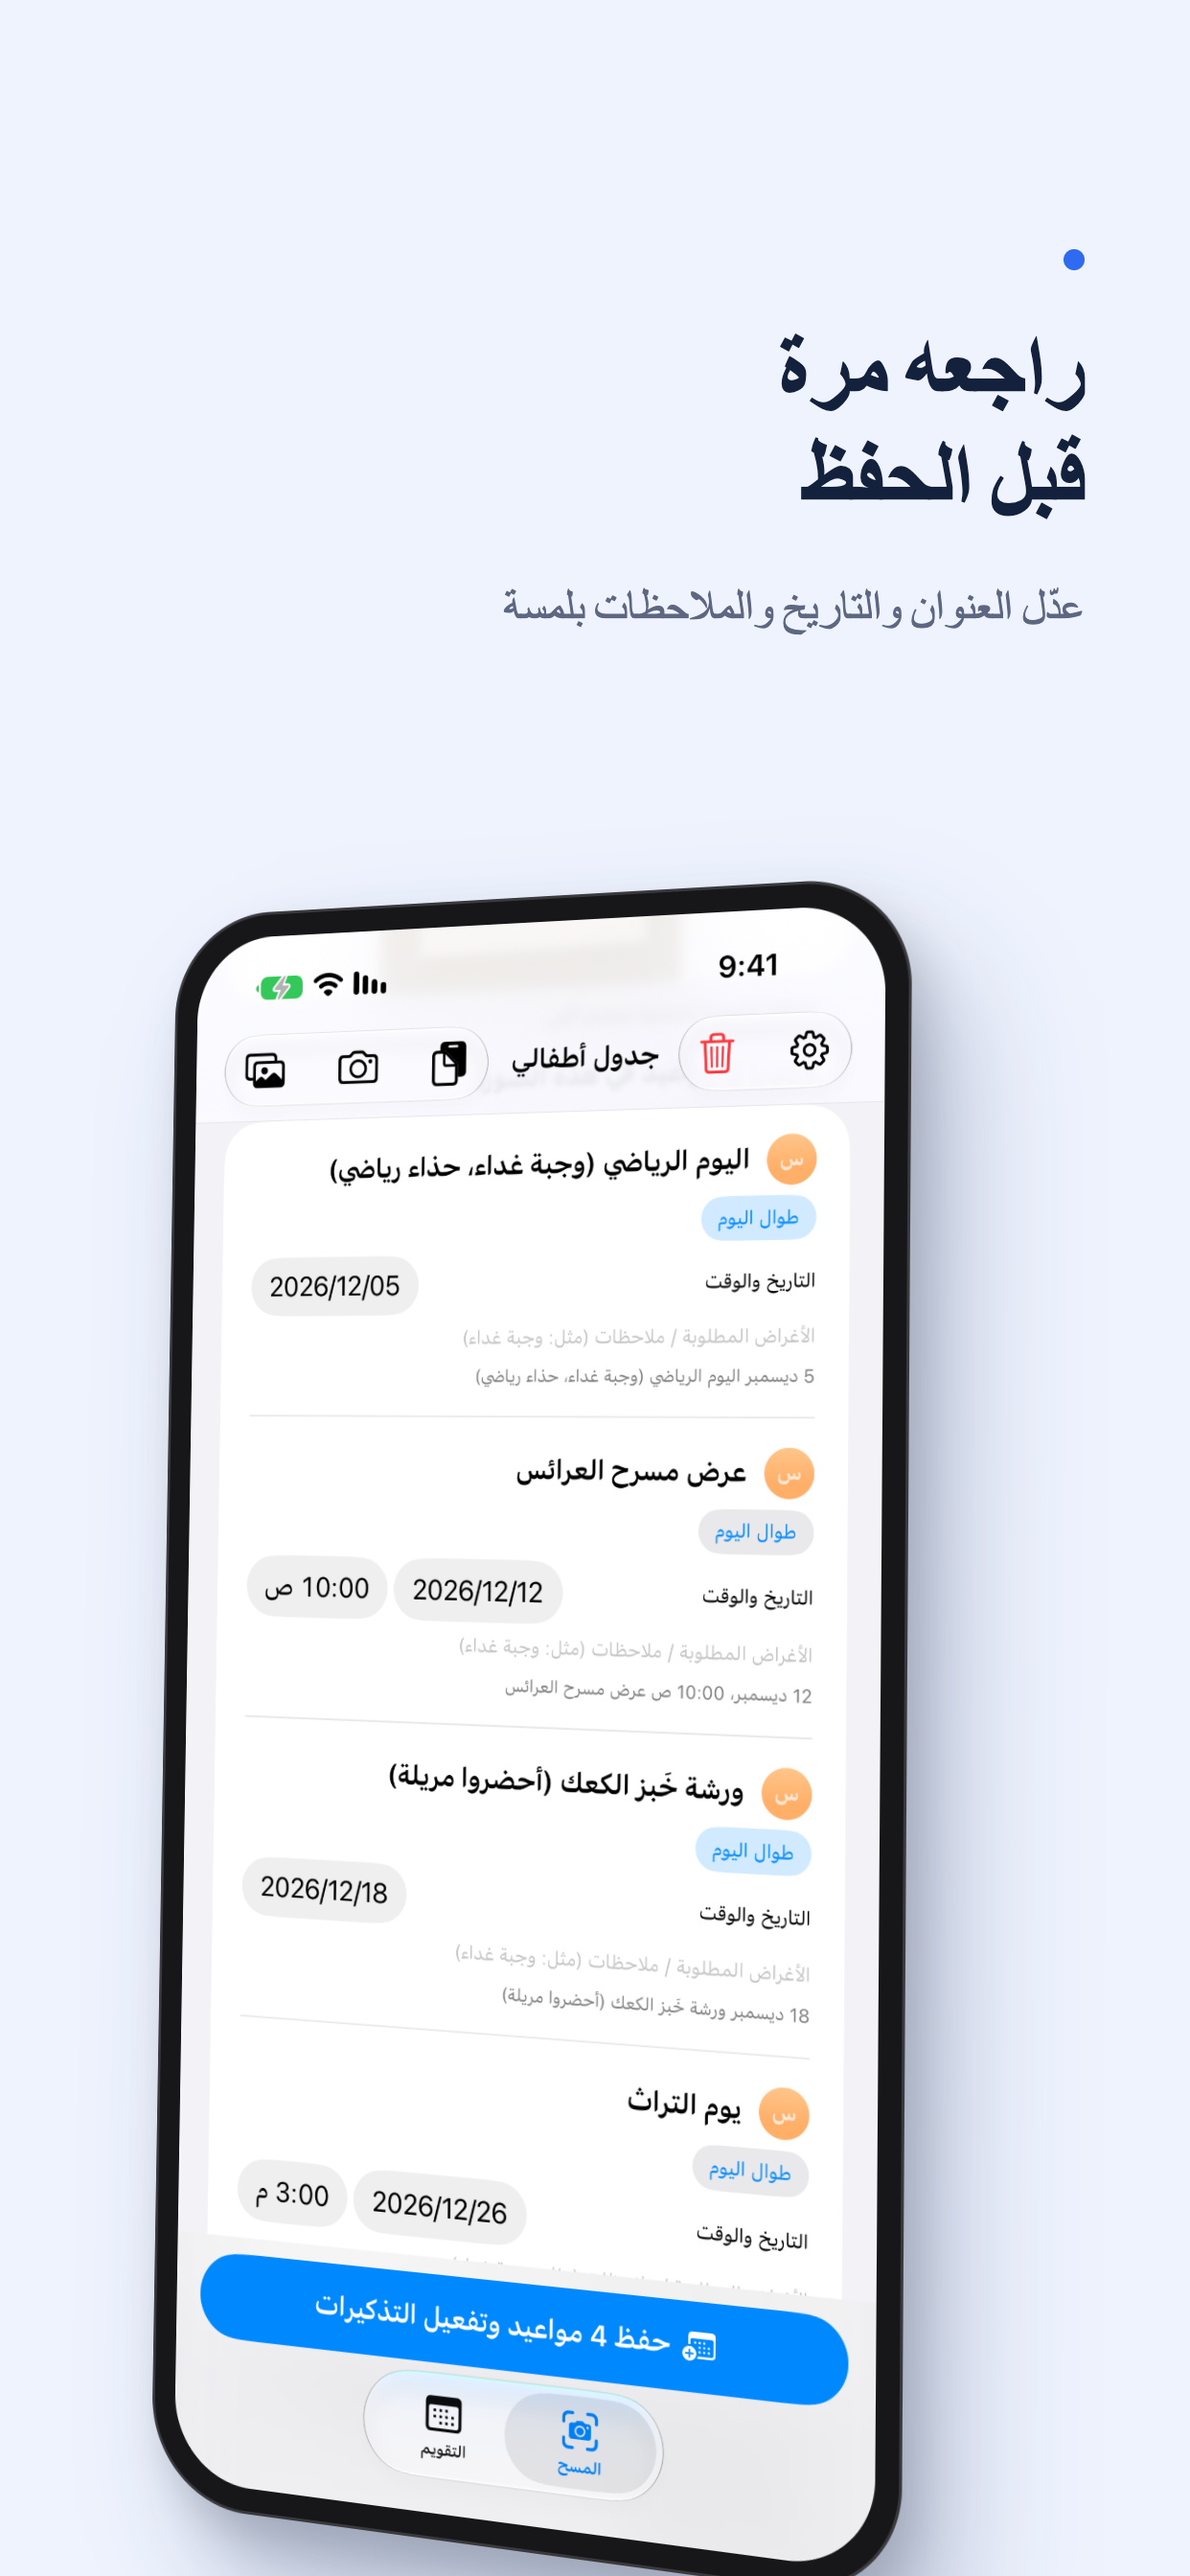 راجعه مرة
قبل الحفظ
عدّل العنوان والتاريخ والملاحظات بلمسة
9:41
جدول أطفالي
س
اليوم الرياضي (وجبة غداء، حذاء رياضي)
طوال اليوم
التاريخ والوقت 2026/12/05
الأغراض المطلوبة / ملاحظات (مثل: وجبة غداء)
5 ديسمبر اليوم الرياضي (وجبة غداء، حذاء رياضي)
س
عرض مسرح العرائس
طوال اليوم
التاريخ والوقت 2026/12/12 10:00 ص
الأغراض المطلوبة / ملاحظات (مثل: وجبة غداء)
12 ديسمبر، 10:00 ص عرض مسرح العرائس
س
ورشة خَبز الكعك (أحضروا مريلة)
طوال اليوم
التاريخ والوقت 2026/12/18
الأغراض المطلوبة / ملاحظات (مثل: وجبة غداء)
18 ديسمبر ورشة خَبز الكعك (أحضروا مريلة)
س
يوم التراث
طوال اليوم
التاريخ والوقت 2026/12/26 3:00 م
حفظ 4 مواعيد وتفعيل التذكيرات
المسح
التقويم